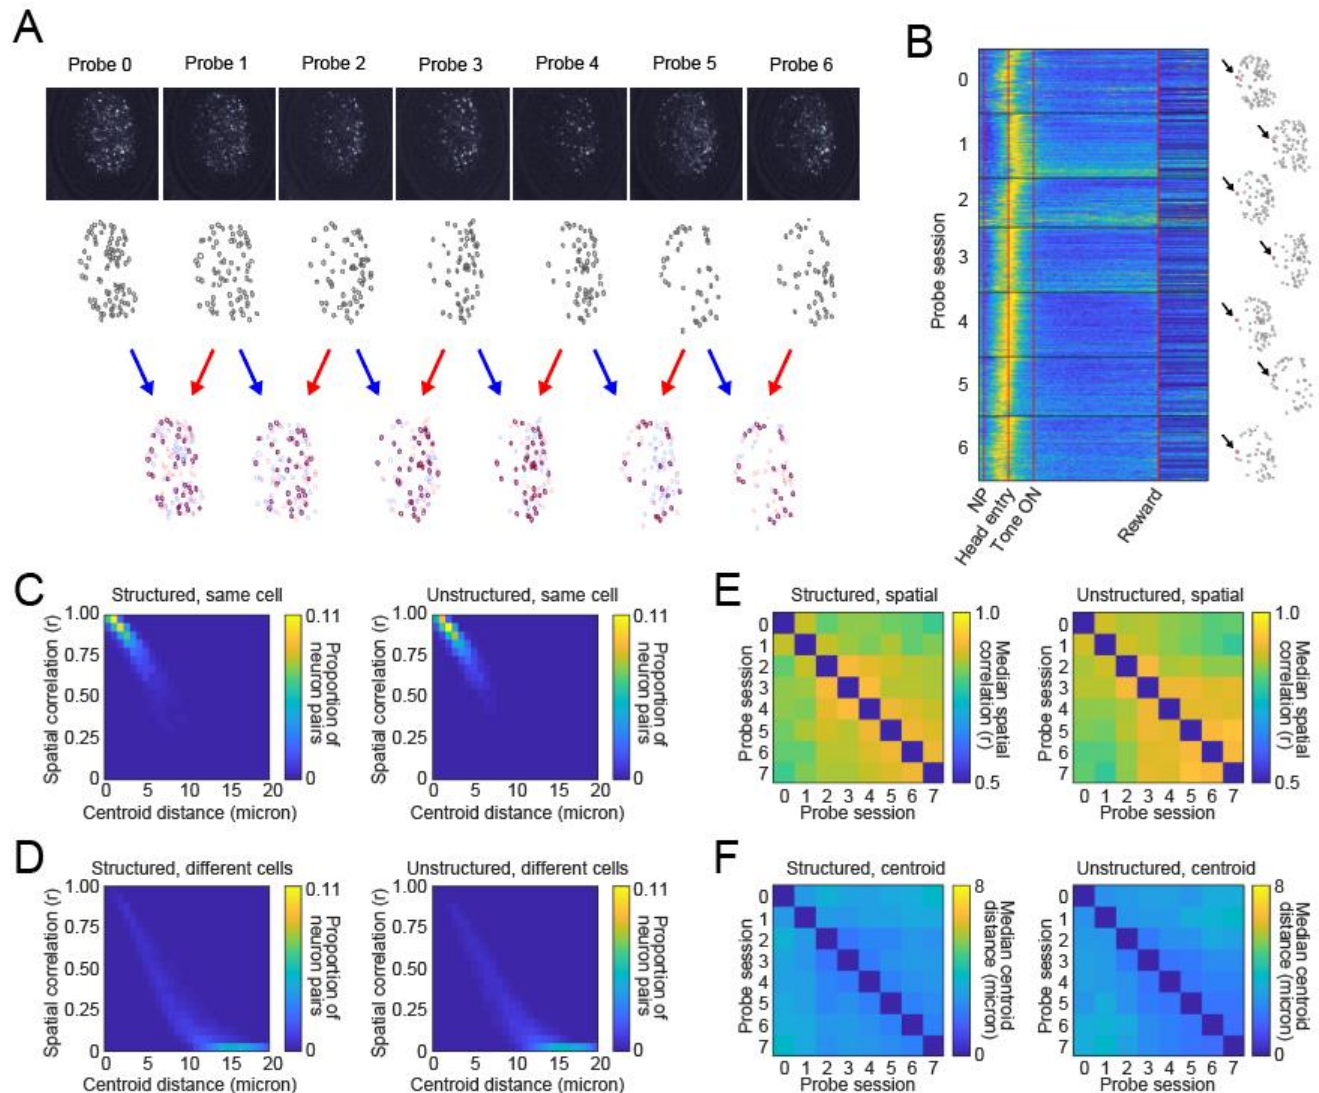 A
Probe 0 Probe 1 Probe 2 Probe 3 Probe 4 Probe 5 Probe 6
B
Probe session
0
1
2
3
4
5
6
NP
Head entry
Tone ON
Reward
C
Structured, same cell
Spatial correlation (r)
1.00
0.75
0.50
0.25
0
0 5 10 15 20
Centroid distance (micron)
0.11
0
Proportion of
neuron pairs
Unstructured, same cell
1.00
0.75
0.50
0.25
0
0 5 10 15 20
Centroid distance (micron)
0.11
0
Proportion of
neuron pairs
D
Structured, different cells
Spatial correlation (r)
1.00
0.75
0.50
0.25
0
0 5 10 15 20
Centroid distance (micron)
0.11
0
Proportion of
neuron pairs
Unstructured, different cells
1.00
0.75
0.50
0.25
0
0 5 10 15 20
Centroid distance (micron)
0.11
0
Proportion of
neuron pairs
E
Structured, spatial
Probe session
0
1
2
3
4
5
6
7
0 1 2 3 4 5 6 7
Probe session
1.0
0.5
Median spatial
correlation (r)
Unstructured, spatial
Probe session
0
1
2
3
4
5
6
7
0 1 2 3 4 5 6 7
Probe session
1.0
0.5
Median spatial
correlation (r)
F
Structured, centroid
Probe session
0
1
2
3
4
5
6
7
0 1 2 3 4 5 6 7
Probe session
8
0
Median centroid
distance (micron)
Unstructured, centroid
Probe session
0
1
2
3
4
5
6
7
0 1 2 3 4 5 6 7
Probe session
8
0
Median centroid
distance (micron)